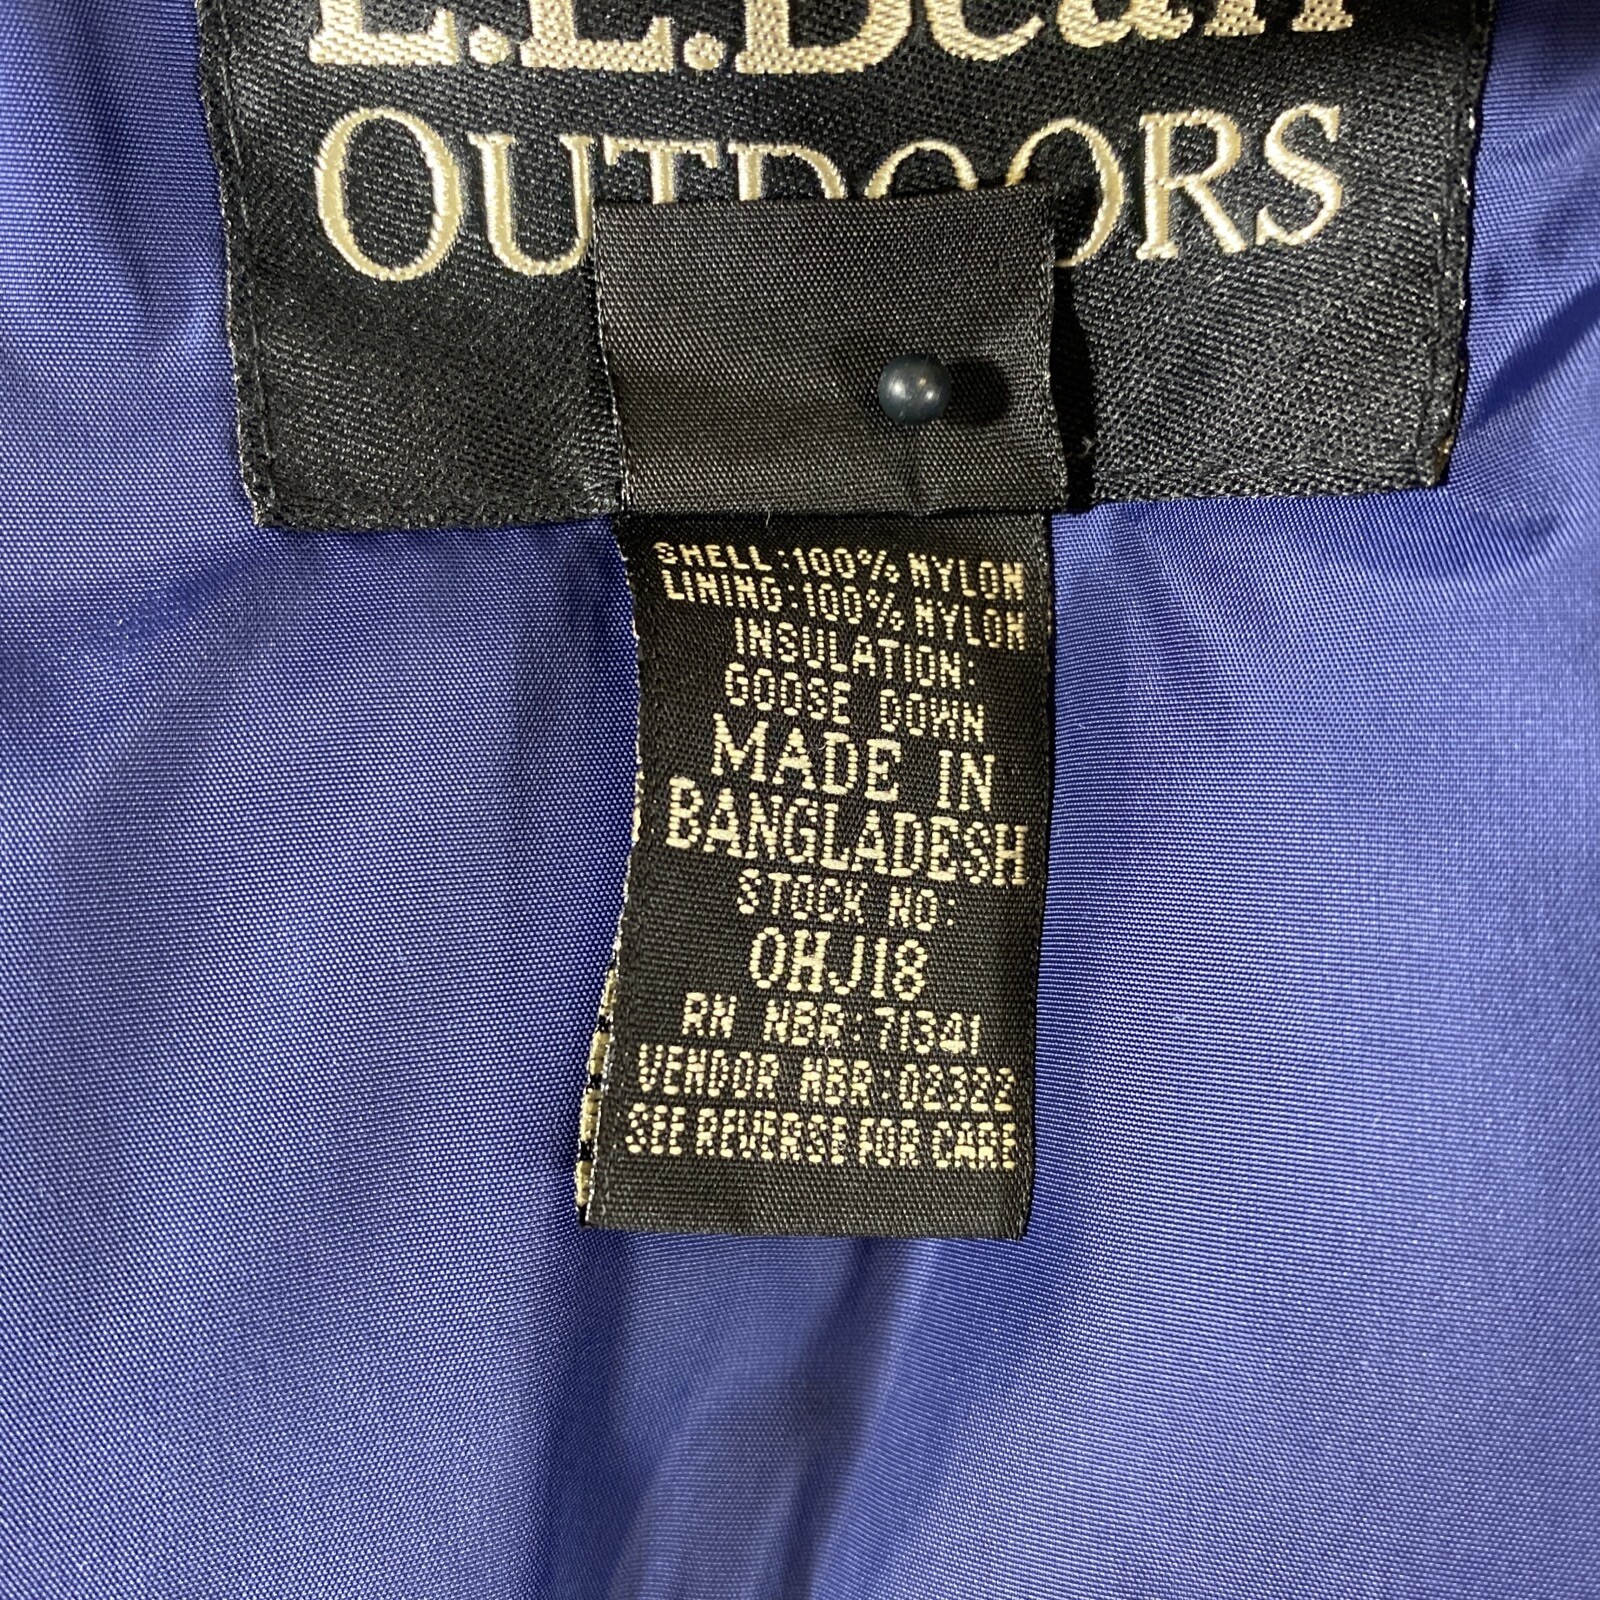 L.L.Bean
OUTDOORS
SHELL:100% NYLON
LINING:100% NYLON
INSULATION:
GOOSE DOWN
MADE IN
BANGLADESH
STOCK NO:
OHJ18
RN NBR:71341
VENDOR NBR:02322
SEE REVERSE FOR CARE